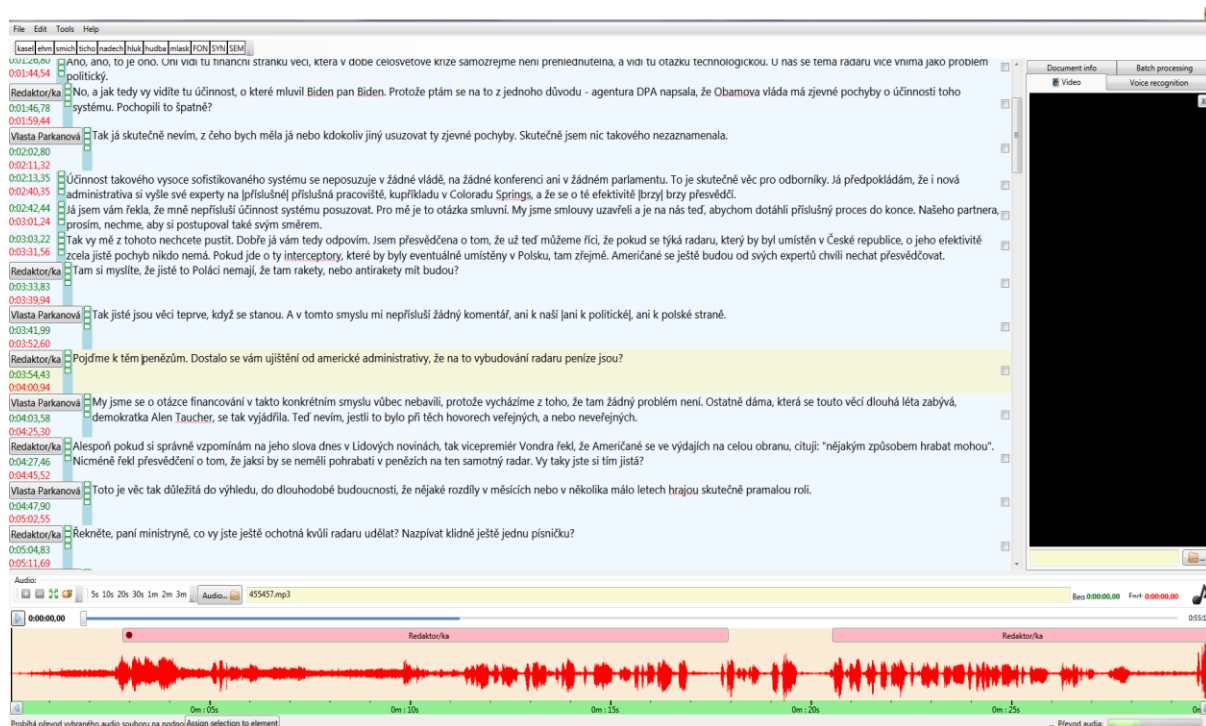 File Edit Tools Help
kasel ehm smich ticho nadech hluk hudba mlask FON SYN SEM
0:01:26,80 Ano, ano, to je ono. Oni vidí tu finanční stránku věci, která v době celosvětové krize samozřejmě není přehlédnutelná, a vidí tu otázku technologickou. U nás se téma radaru více vnímá jako problém
0:01:44,54 politický.
Redaktor/ka No, a jak tedy vy vidíte tu účinnost, o které mluvil Biden pan Biden. Protože ptám se na to z jednoho důvodu - agentura DPA napsala, že Obamova vláda má zjevné pochyby o účinnosti toho
0:01:46,78 systému. Pochopili to špatně?
0:01:59,44
Vlasta Parkanová Tak já skutečně nevím, z čeho bych měla já nebo kdokoliv jiný usuzovat ty zjevné pochyby. Skutečně jsem nic takového nezaznamenala.
0:02:02,80
0:02:11,32
0:02:13,35 Účinnost takového vysoce sofistikovaného systému se neposuzuje v žádné vládě, na žádné konferenci ani v žádném parlamentu. To je skutečně věc pro odborníky. Já předpokládám, že i nová
0:02:40,35 administrativa si vyšle své experty na |příslušné| příslušná pracoviště, kupříkladu v Coloradu Springs, a že se o té efektivitě |brzy| brzy přesvědčí.
0:02:42,44 Já jsem vám řekla, že mně nepřísluší účinnost systému posuzovat. Pro mě je to otázka smluvní. My jsme smlouvy uzavřeli a je na nás teď, abychom dotáhli příslušný proces do konce. Našeho partnera,
0:03:01,24 prosím, nechme, aby si postupoval také svým směrem.
0:03:03,22 Tak vy mě z tohoto nechcete pustit. Dobře já vám tedy odpovím. Jsem přesvědčena o tom, že už teď můžeme říci, že pokud se týká radaru, který by byl umístěn v České republice, o jeho efektivitě
0:03:31,56 zcela jistě pochyb nikdo nemá. Pokud jde o ty interceptory, které by byly eventuálně umístěny v Polsku, tam zřejmě. Američané se ještě budou od svých expertů chvíli nechat přesvědčovat.
Redaktor/ka Tam si myslíte, že jisté to Poláci nemají, že tam rakety, nebo antirakety mít budou?
0:03:33,83
0:03:39,94
Vlasta Parkanová Tak jisté jsou věci teprve, když se stanou. A v tomto smyslu mi nepřísluší žádný komentář, ani k naší |ani k politické|, ani k polské straně.
0:03:41,99
0:03:52,60
Redaktor/ka Pojďme k těm penězům. Dostalo se vám ujištění od americké administrativy, že na to vybudování radaru peníze jsou?
0:03:54,43
0:04:00,94
Vlasta Parkanová My jsme se o otázce financování v takto konkrétním smyslu vůbec nebavili, protože vycházíme z toho, že tam žádný problém není. Ostatně dáma, která se touto věcí dlouhá léta zabývá,
0:04:03,58 demokratka Alen Taucher, se tak vyjádřila. Teď nevím, jestli to bylo při těch hovorech veřejných, a nebo neveřejných.
0:04:25,30
Redaktor/ka Alespoň pokud si správně vzpomínám na jeho slova dnes v Lidových novinách, tak vicepremiér Vondra řekl, že Američané se ve výdajích na celou obranu, cituji: "nějakým způsobem hrabat mohou".
0:04:27,46 Nicméně řekl přesvědčení o tom, že jaksi by se neměli pohrabati v penězích na ten samotný radar. Vy taky jste si tím jistá?
0:04:45,52
Vlasta Parkanová Toto je věc tak důležitá do výhledu, do dlouhodobé budoucnosti, že nějaké rozdíly v měsících nebo v několika málo letech hrajou skutečně pramalou roli.
0:04:47,90
0:05:02,55
Redaktor/ka Řekněte, paní ministryně, co vy jste ještě ochotná kvůli radaru udělat? Nazpívat klidně ještě jednu písničku?
0:05:04,83
0:05:11,69
Document info Batch processing
Video Voice recognition
X
Audio:
5s 10s 20s 30s 1m 2m 3m Audio... 455457.mp3 Beg 0:00:00,00 End: 0:00:00,00
0:00:00,00
Redaktor/ka Redaktor/ka
0m : 05s 0m : 10s 0m : 15s 0m : 20s 0m : 25s
Probíhá převod vybraného audio souboru na Assign selection to element Převod audia: